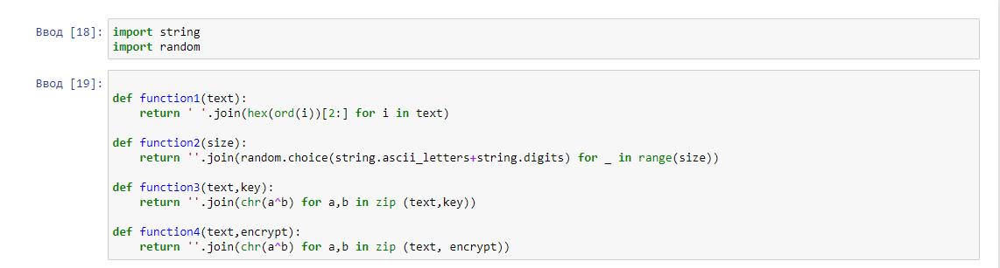 Ввод [18]: import string
import random
Ввод [19]:
def function1(text):
    return ' '.join(hex(ord(i))[2:] for i in text)
def function2(size):
    return ''.join(random.choice(string.ascii_letters+string.digits) for _ in range(size))
def function3(text,key):
    return ''.join(chr(a^b) for a,b in zip (text,key))
def function4(text,encrypt):
    return ''.join(chr(a^b) for a,b in zip (text, encrypt))